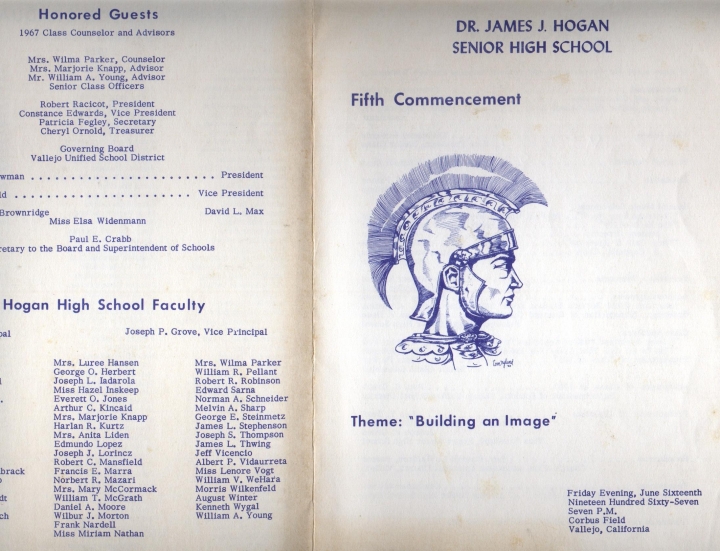 Honored Guests
1967 Class Counselor and Advisors
Mrs. Wilma Parker, Counselor
Mrs. Marjorie Knapp, Advisor
Mr. William A. Young, Advisor
Senior Class Officers
Robert Racicot, President
Constance Edwards, Vice President
Patricia Fegley, Secretary
Cheryl Ornold, Treasurer
Governing Board
Vallejo Unified School District
wman ........................ President
ld ...................... Vice President
Brownridge David L. Max
Miss Elsa Widenmann
Paul E. Crabb
retary to the Board and Superintendent of Schools
Hogan High School Faculty
pal Joseph P. Grove, Vice Principal
Mrs. Luree Hansen
George O. Herbert
Joseph L. Iadarola
Miss Hazel Inskeep
Everett O. Jones
Arthur C. Kincaid
Mrs. Marjorie Knapp
Harlan R. Kurtz
Mrs. Anita Liden
Edmundo Lopez
Joseph J. Lorincz
Robert C. Mansfield
brack Francis E. Marra
Norbert R. Mazari
Mrs. Mary McCormack
dt William T. McGrath
Daniel A. Moore
ch Wilbur J. Morton
Frank Nardell
Miss Miriam Nathan
Mrs. Wilma Parker
William R. Pellant
Robert R. Robinson
Edward Sarna
Norman A. Schneider
Melvin A. Sharp
George E. Steinmetz
James L. Stephenson
Joseph S. Thompson
James L. Thwing
Jeff Vicencio
Albert P. Vidaurreta
Miss Lenore Vogt
William V. WeHara
Morris Wilkenfeld
August Winter
Kenneth Wygal
William A. Young
DR. JAMES J. HOGAN
SENIOR HIGH SCHOOL
Fifth Commencement
Theme: "Building an Image"
Friday Evening, June Sixteenth
Nineteen Hundred Sixty-Seven
Seven P.M.
Corbus Field
Vallejo, California